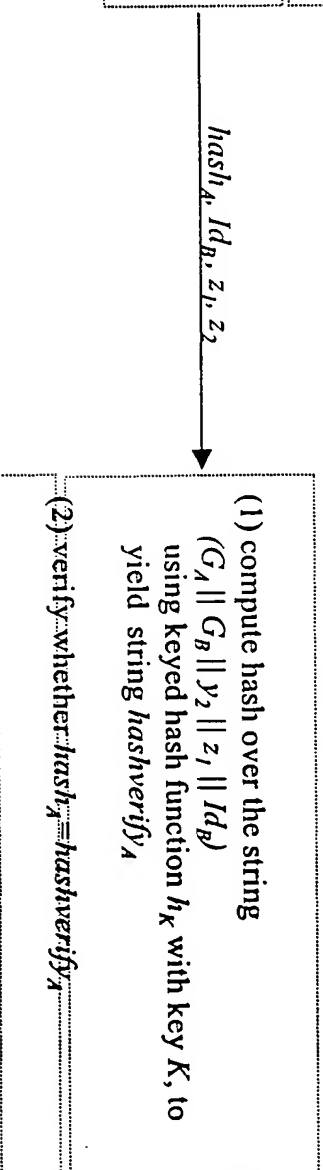 hash_A, Id_B, z_1, z_2
(1) compute hash over the string
(G_A || G_B || y_2 || z_1 || Id_B)
using keyed hash function h_K with key K, to
yield string hashverify_A
(2) verify whether hash_A=hashverify_A